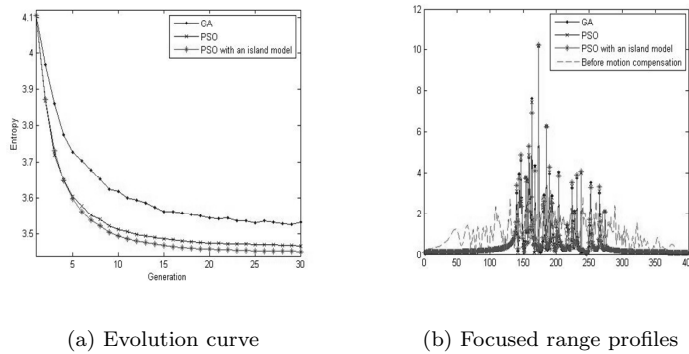 4.1
4
3.9
3.8
3.7
3.6
3.5
Entropy
0
5
10
15
20
25
30
Generation
GA
PSO
PSO with an island model
12
10
8
6
4
2
0
0
50
100
150
200
250
300
350
400
GA
PSO
PSO with an island model
Before motion compensation
(a) Evolution curve
(b) Focused range profiles